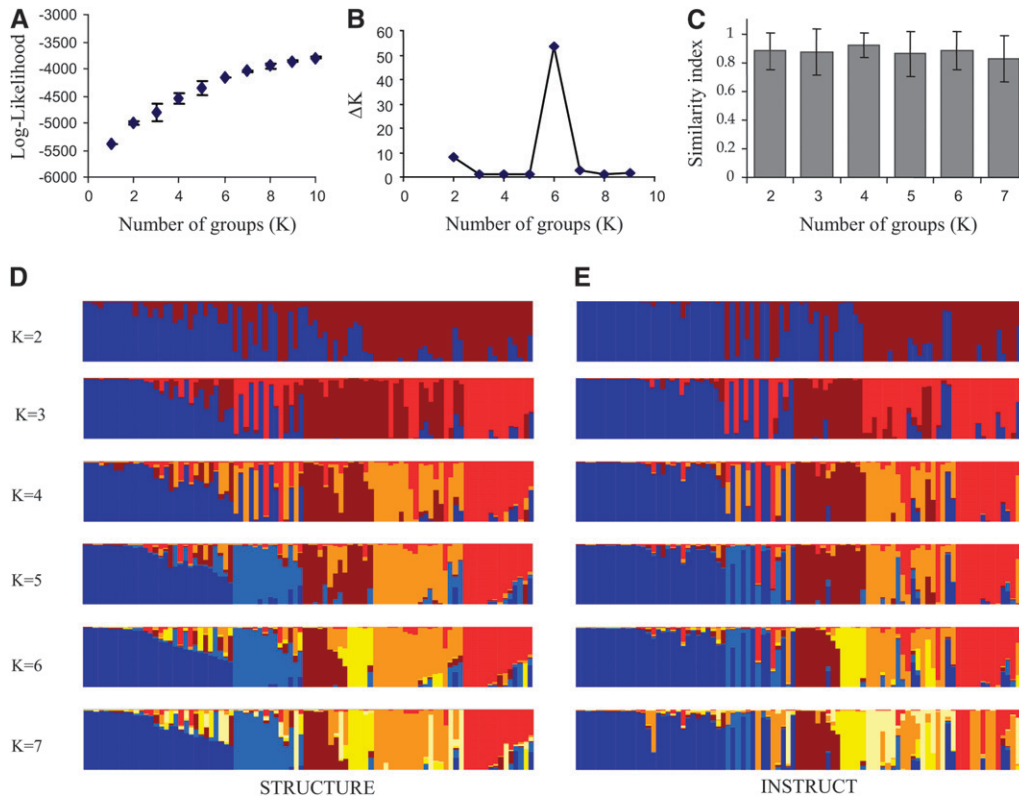 A
-3000
-3500
-4000
-4500
-5000
-5500
-6000
Log-Likelihood
0 2 4 6 8 10
Number of groups (K)
B
60
50
40
30
20
10
0
ΔK
0 2 4 6 8 10
Number of groups (K)
C
1
0.8
0.6
0.4
0.2
0
Similarity index
2 3 4 5 6 7
Number of groups (K)
D
E
K=2
K=3
K=4
K=5
K=6
K=7
STRUCTURE
INSTRUCT